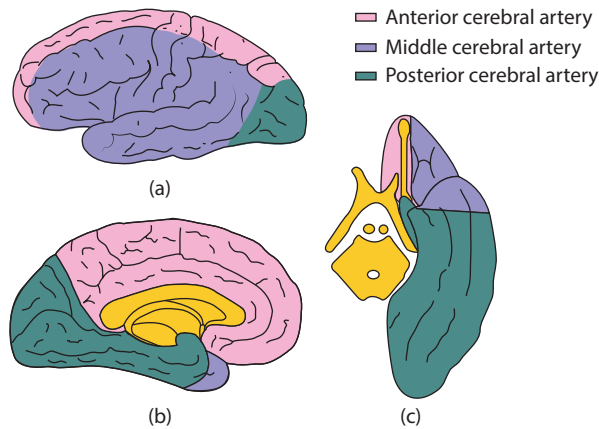 Anterior cerebral artery
Middle cerebral artery
Posterior cerebral artery
(a)
(b)
(c)